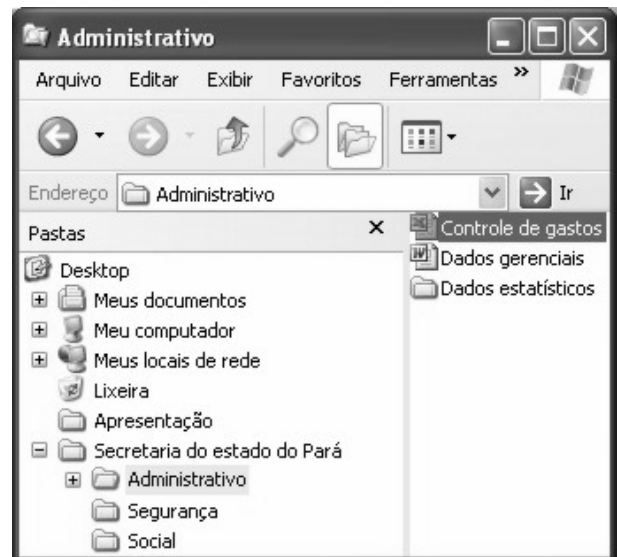 Administrativo
Arquivo Editar Exibir Favoritos Ferramentas »
Endereço Administrativo Ir
Pastas
Desktop
Meus documentos
Meu computador
Meus locais de rede
Lixeira
Apresentação
Secretaria do estado do Pará
Administrativo
Segurança
Social
Controle de gastos
Dados gerenciais
Dados estatísticos